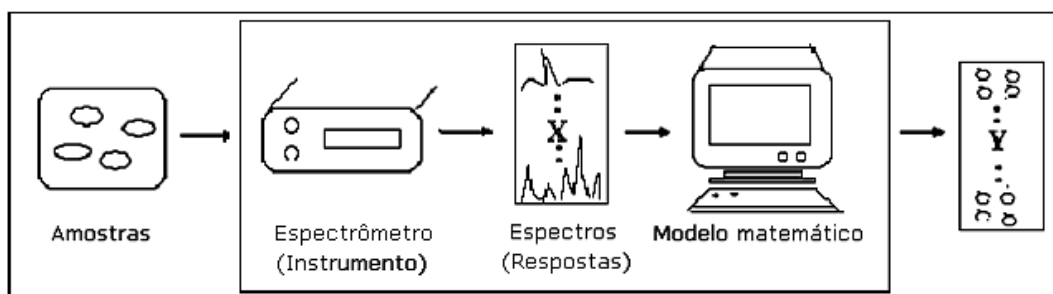 X
Y
Amostras
Espectrômetro
(Instrumento)
Espectros
(Respostas)
Modelo matemático